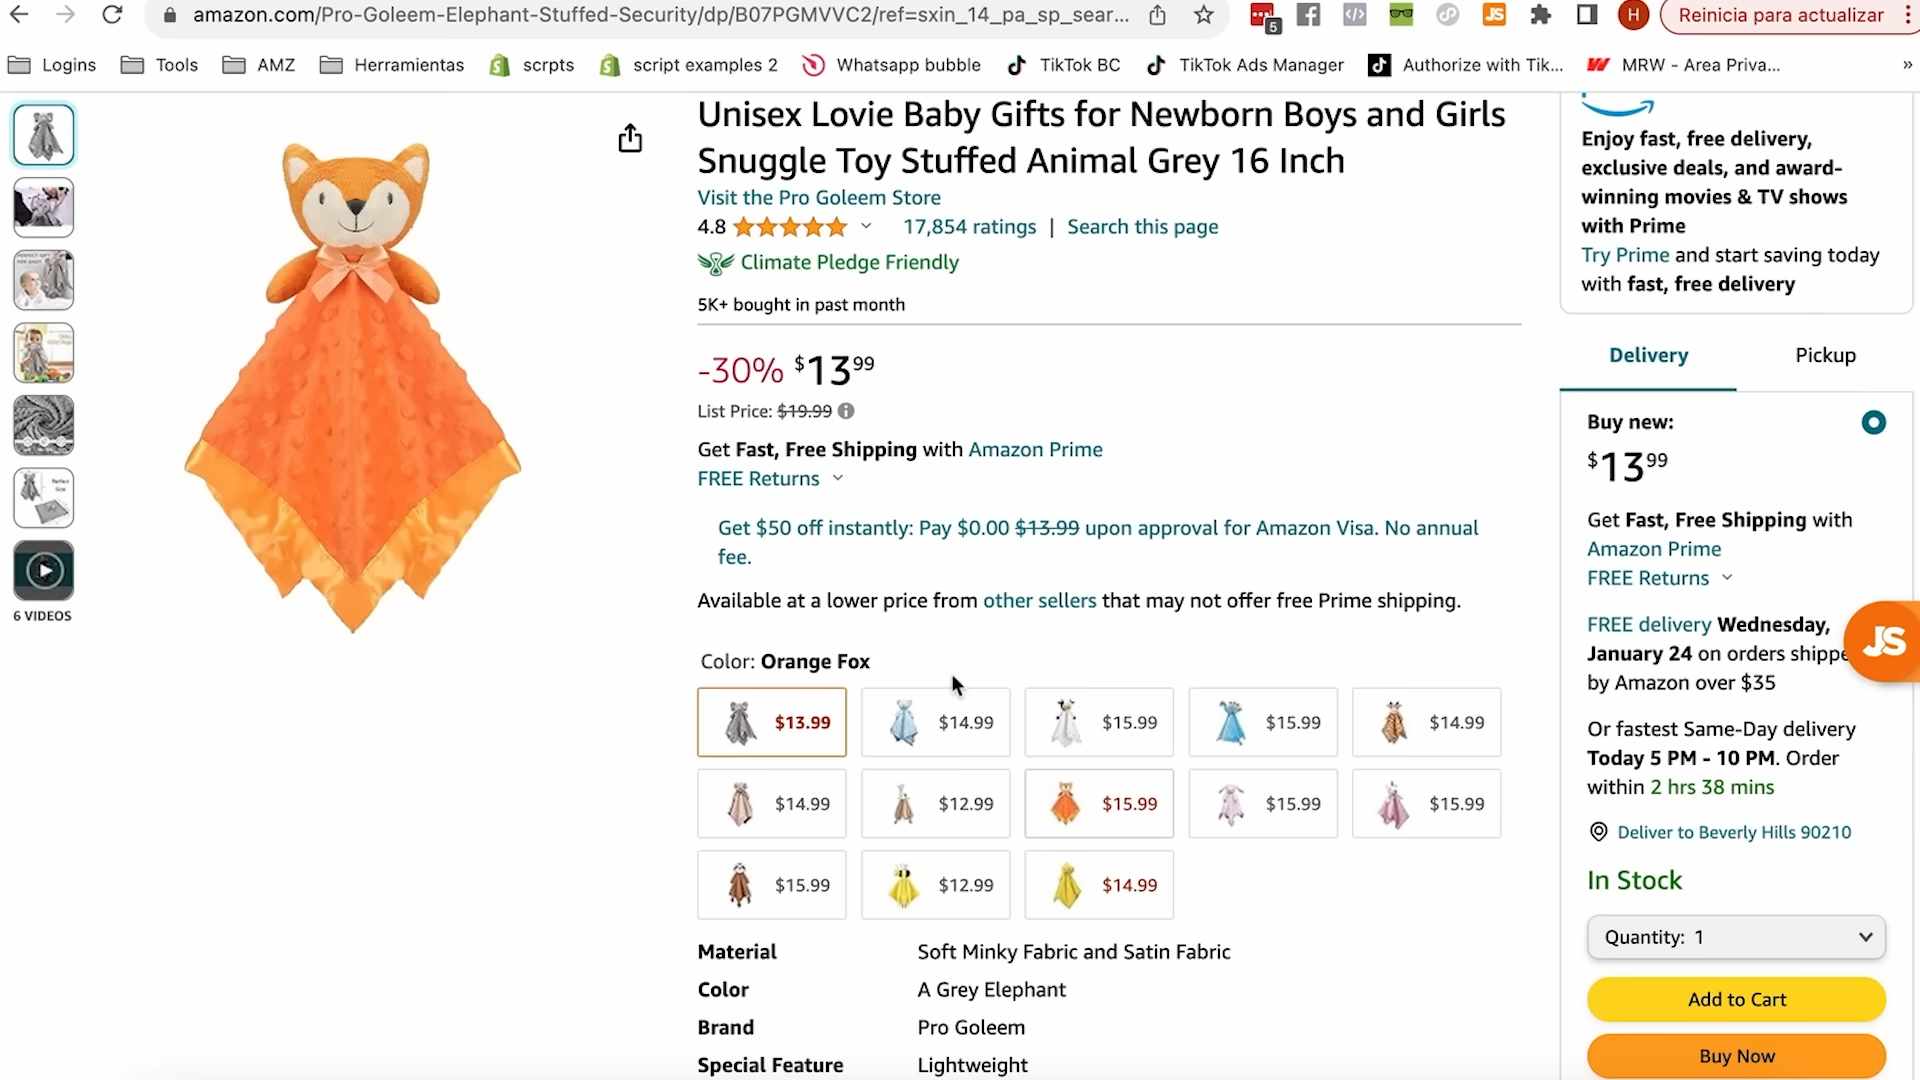 amazon.com/Pro-Goleem-Elephant-Stuffed-Security/dp/B07PGMVVC2/ref=sxin_14_pa_sp_sear...
5
JS
H
Reinicia para actualizar
Logins
Tools
AMZ
Herramientas
scrpts
script examples 2
Whatsapp bubble
TikTok BC
TikTok Ads Manager
Authorize with Tik...
MRW - Area Priva...
»
6 VIDEOS
Unisex Lovie Baby Gifts for Newborn Boys and Girls
Snuggle Toy Stuffed Animal Grey 16 Inch
Visit the Pro Goleem Store
4.8 17,854 ratings | Search this page
Climate Pledge Friendly
5K+ bought in past month
-30% $13 99
List Price: $19.99
Get Fast, Free Shipping with Amazon Prime
FREE Returns
Get $50 off instantly: Pay $0.00 $13.99 upon approval for Amazon Visa. No annual
fee.
Available at a lower price from other sellers that may not offer free Prime shipping.
Color: Orange Fox
$13.99 $14.99 $15.99 $15.99 $14.99
$14.99 $12.99 $15.99 $15.99 $15.99
$15.99 $12.99 $14.99
Material Soft Minky Fabric and Satin Fabric
Color A Grey Elephant
Brand Pro Goleem
Special Feature Lightweight
Enjoy fast, free delivery,
exclusive deals, and award-
winning movies & TV shows
with Prime
Try Prime and start saving today
with fast, free delivery
Delivery Pickup
Buy new:
$13 99
Get Fast, Free Shipping with
Amazon Prime
FREE Returns
FREE delivery Wednesday,
January 24 on orders shippe
by Amazon over $35
JS
Or fastest Same-Day delivery
Today 5 PM - 10 PM. Order
within 2 hrs 38 mins
Deliver to Beverly Hills 90210
In Stock
Quantity: 1
Add to Cart
Buy Now